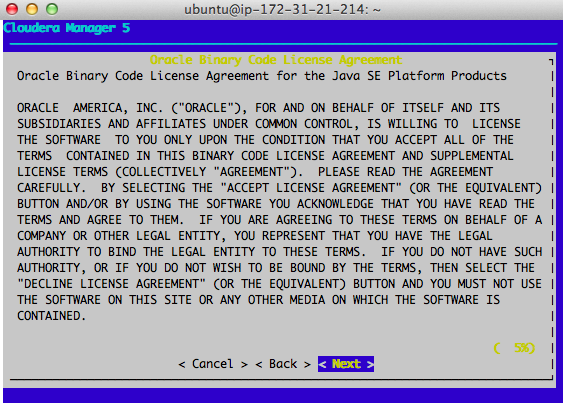 ubuntu@ip-172-31-21-214: ~
Cloudera Manager 5
Oracle Binary Code License Agreement
Oracle Binary Code License Agreement for the Java SE Platform Products
ORACLE  AMERICA, INC. ("ORACLE"), FOR AND ON BEHALF OF ITSELF AND ITS
SUBSIDIARIES AND AFFILIATES UNDER COMMON CONTROL, IS WILLING TO  LICENSE
THE SOFTWARE  TO YOU ONLY UPON THE CONDITION THAT YOU ACCEPT ALL OF THE
TERMS  CONTAINED IN THIS BINARY CODE LICENSE AGREEMENT AND SUPPLEMENTAL
LICENSE TERMS (COLLECTIVELY "AGREEMENT").  PLEASE READ THE AGREEMENT
CAREFULLY.  BY SELECTING THE "ACCEPT LICENSE AGREEMENT" (OR THE EQUIVALENT)
BUTTON AND/OR BY USING THE SOFTWARE YOU ACKNOWLEDGE THAT YOU HAVE READ THE
TERMS AND AGREE TO THEM.  IF YOU ARE AGREEING TO THESE TERMS ON BEHALF OF A
COMPANY OR OTHER LEGAL ENTITY, YOU REPRESENT THAT YOU HAVE THE LEGAL
AUTHORITY TO BIND THE LEGAL ENTITY TO THESE TERMS.  IF YOU DO NOT HAVE SUCH
AUTHORITY, OR IF YOU DO NOT WISH TO BE BOUND BY THE TERMS, THEN SELECT THE
"DECLINE LICENSE AGREEMENT" (OR THE EQUIVALENT) BUTTON AND YOU MUST NOT USE
THE SOFTWARE ON THIS SITE OR ANY OTHER MEDIA ON WHICH THE SOFTWARE IS
CONTAINED.
(  5%)
< Cancel > < Back > < Next >